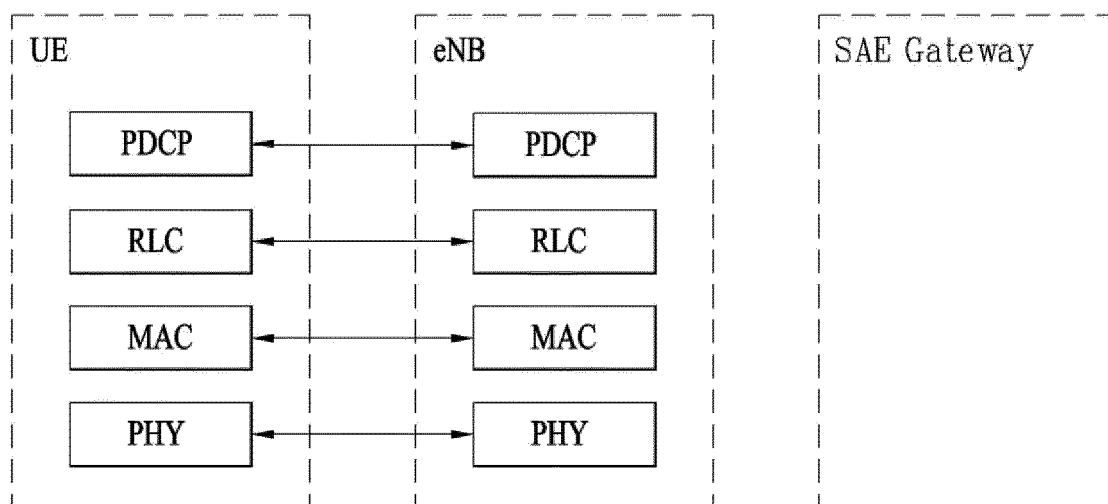 UE
eNB
SAE Gateway
PDCP
PDCP
RLC
RLC
MAC
MAC
PHY
PHY